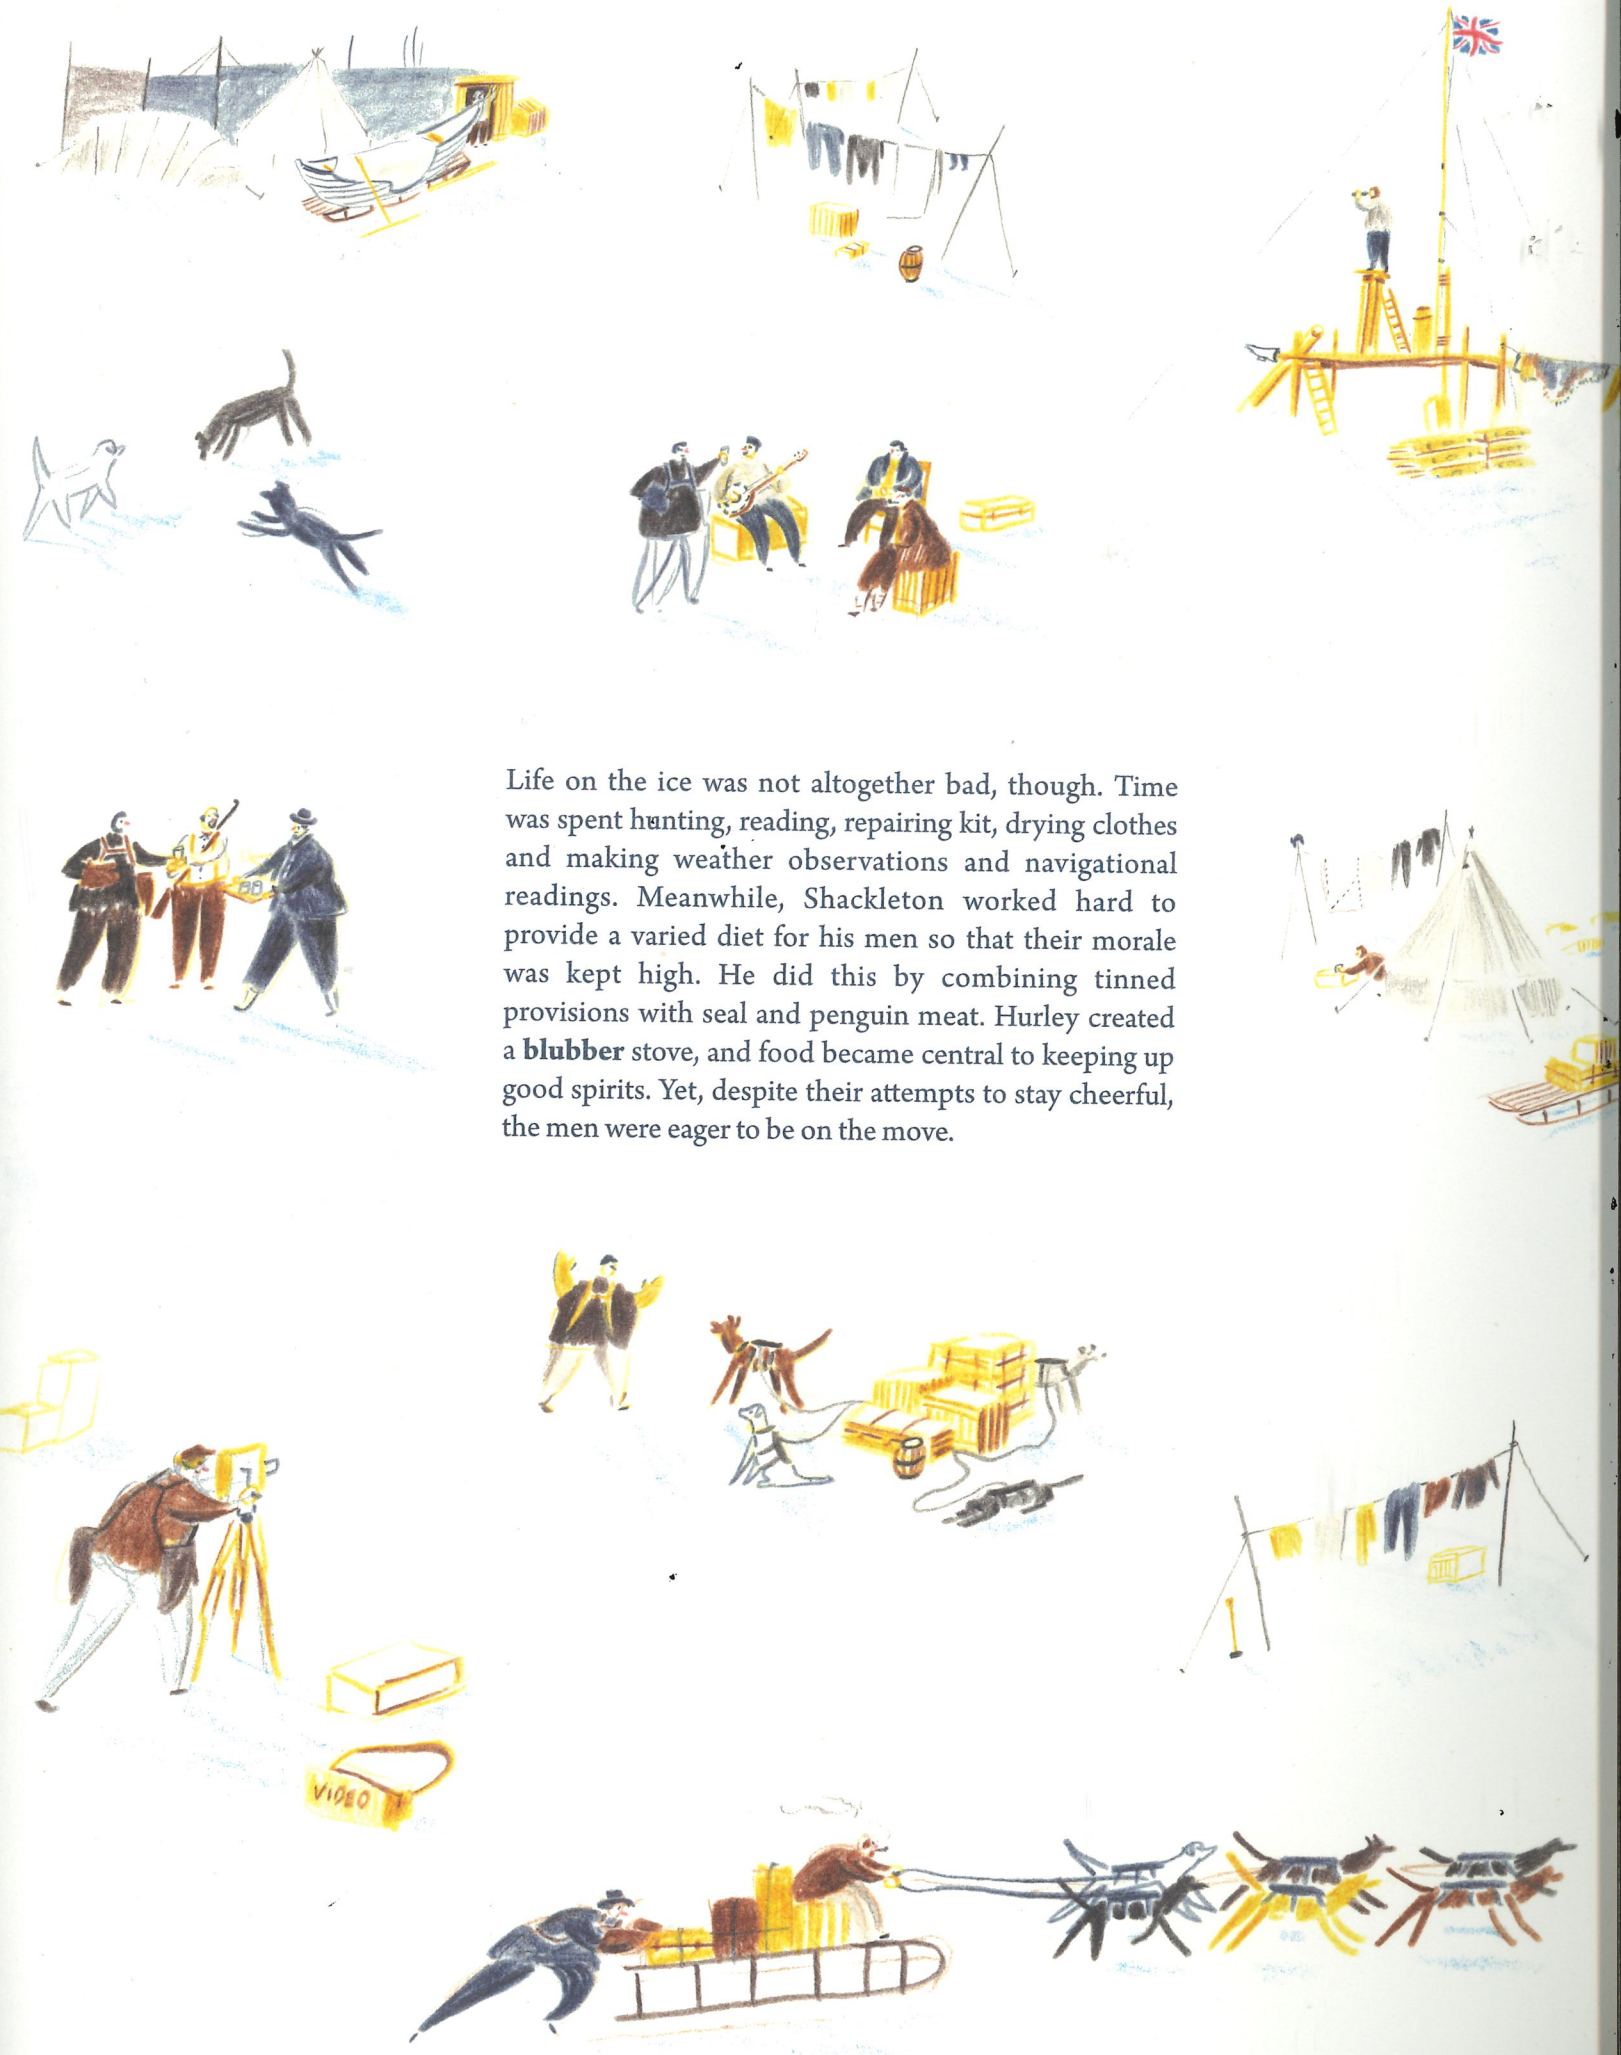 Life on the ice was not altogether bad, though. Time
was spent hunting, reading, repairing kit, drying clothes
and making weather observations and navigational
readings. Meanwhile, Shackleton worked hard to
provide a varied diet for his men so that their morale
was kept high. He did this by combining tinned
provisions with seal and penguin meat. Hurley created
a blubber stove, and food became central to keeping up
good spirits. Yet, despite their attempts to stay cheerful,
the men were eager to be on the move.
VIDEO